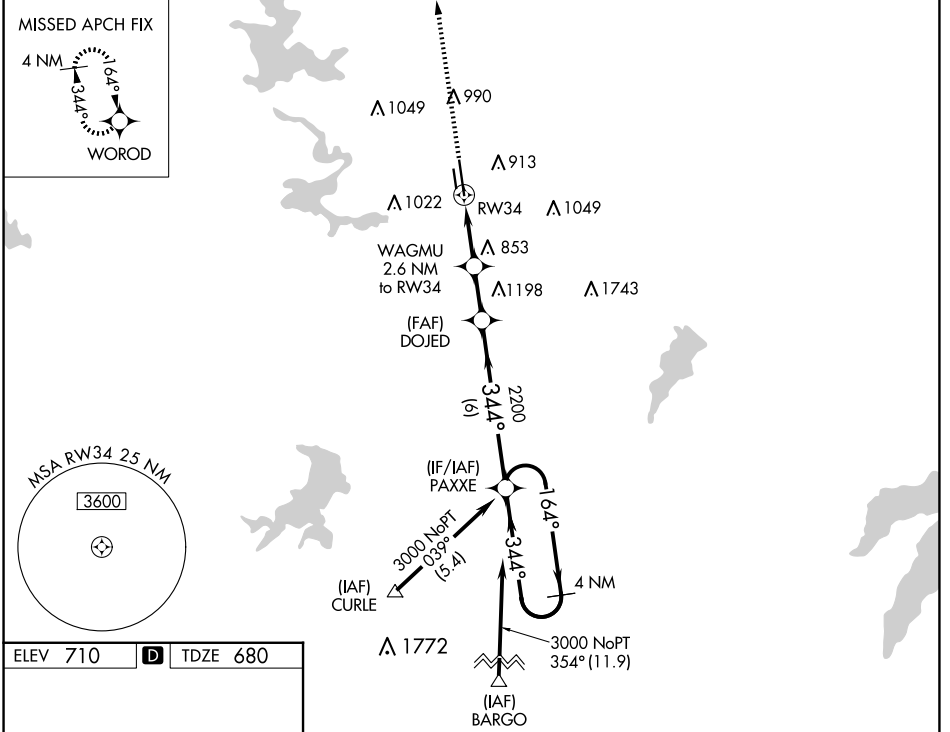 MISSED APCH FIX
4 NM
164°
344°
WOROD
1049
990
913
1022
RW34
1049
WAGMU
2.6 NM
to RW34
853
1198
1743
(FAF)
DOJED
344°
2200
(6)
(IF/IAF)
PAXXE
164°
344°
4 NM
3000 NoPT
039°
(5.4)
(IAF)
CURLE
1772
3000 NoPT
354° (11.9)
(IAF)
BARGO
MSA RW34 25 NM
3600
ELEV 710 D TDZE 680